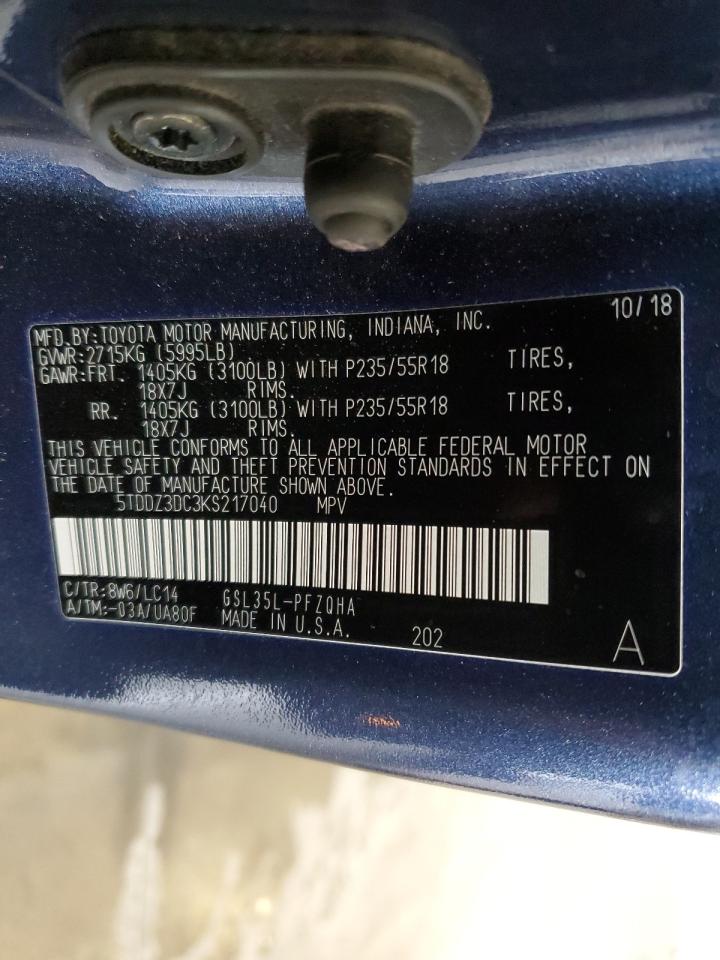 MFD.BY:TOYOTA MOTOR MANUFACTURING, INDIANA, INC. 10/18
GVWR:2715KG (5995LB)
GAWR:FRT. 1405KG (3100LB) WITH P235/55R18 TIRES,
18X7J RIMS.
RR. 1405KG (3100LB) WITH P235/55R18 TIRES,
18X7J RIMS.
THIS VEHICLE CONFORMS TO ALL APPLICABLE FEDERAL MOTOR
VEHICLE SAFETY AND THEFT PREVENTION STANDARDS IN EFFECT ON
THE DATE OF MANUFACTURE SHOWN ABOVE.
5TDDZ3DC3KS217040 MPV
C/TR:8W6/LC14 GSL35L-PFZQHA
A/TM:-03A/UA80F MADE IN U.S.A. 202 A